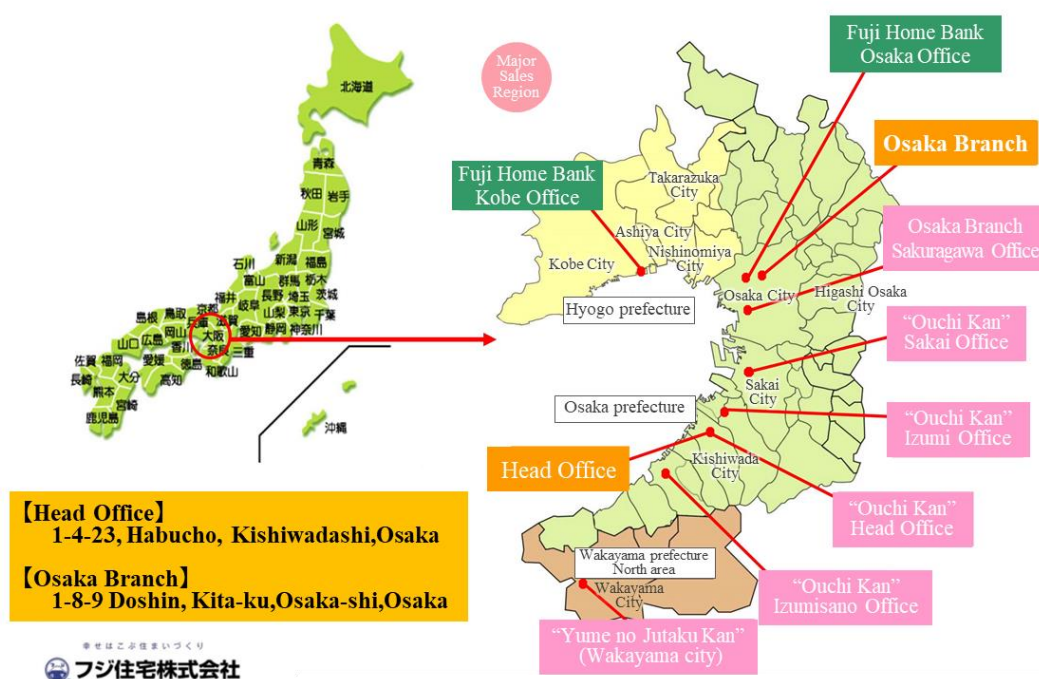 北海道
青森
秋田
岩手
山形
宮城
石川
新潟
福島
富山
群馬
栃木
福井
長野
埼玉
茨城
岐阜
山梨
東京
千葉
島根
鳥取
京都
滋賀
愛知
静岡
神奈川
兵庫
山口
広島
岡山
大阪
奈良
三重
香川
佐賀
福岡
愛媛
徳島
和歌山
長崎
大分
高知
熊本
宮崎
鹿児島
沖縄
Major
Sales
Region
Fuji Home Bank
Osaka Office
Osaka Branch
Fuji Home Bank
Kobe Office
Takarazuka
City
Ashiya City
Nishinomiya
City
Kobe City
Hyogo prefecture
Osaka City
Higashi Osaka
City
Osaka Branch
Sakuragawa Office
“Ouchi Kan”
Sakai Office
Sakai
City
Osaka prefecture
“Ouchi Kan”
Izumi Office
Head Office
Kishiwada
City
“Ouchi Kan”
Head Office
Wakayama prefecture
North area
Wakayama
City
“Ouchi Kan”
Izumisano Office
“Yume no Jutaku Kan”
(Wakayama city)
【Head Office】
1-4-23, Habucho, Kishiwadashi,Osaka
【Osaka Branch】
1-8-9 Doshin, Kita-ku,Osaka-shi,Osaka
幸せはこぶ住まいづくり
フジ住宅株式会社